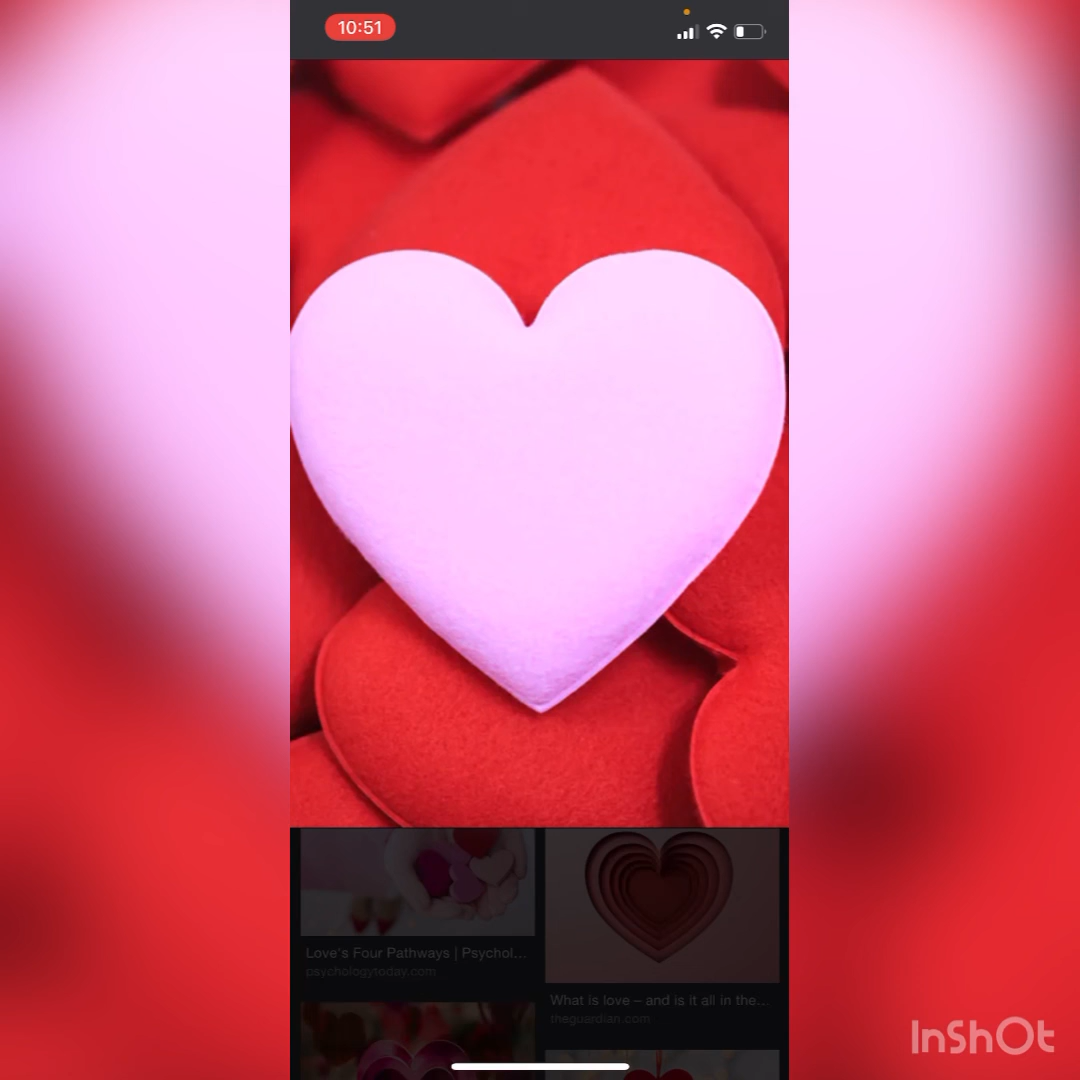 10:51
Love's Four Pathways | Psychol...
psychologytoday.com
What is love – and is it all in the...
theguardian.com
InShOt